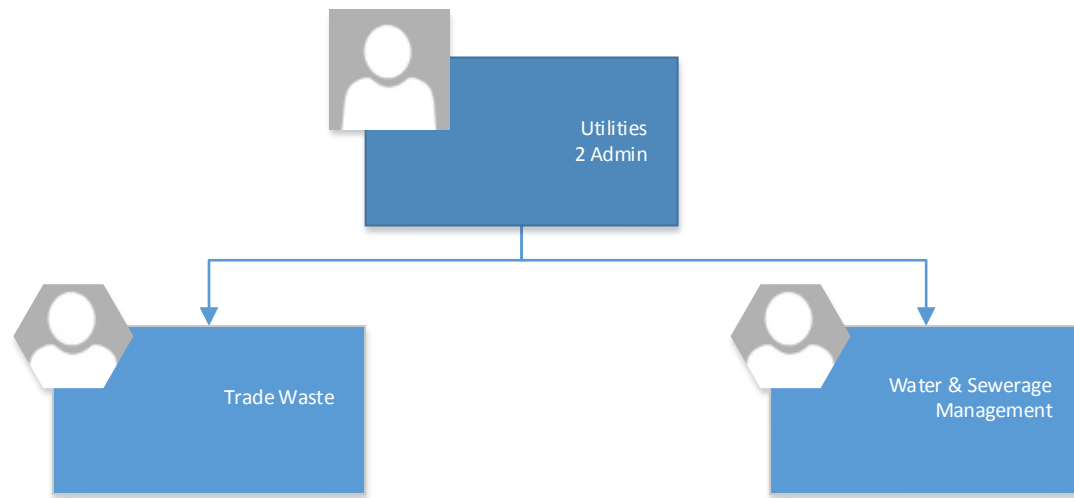 Utilities
2 Admin
Trade Waste
Water & Sewerage
Management